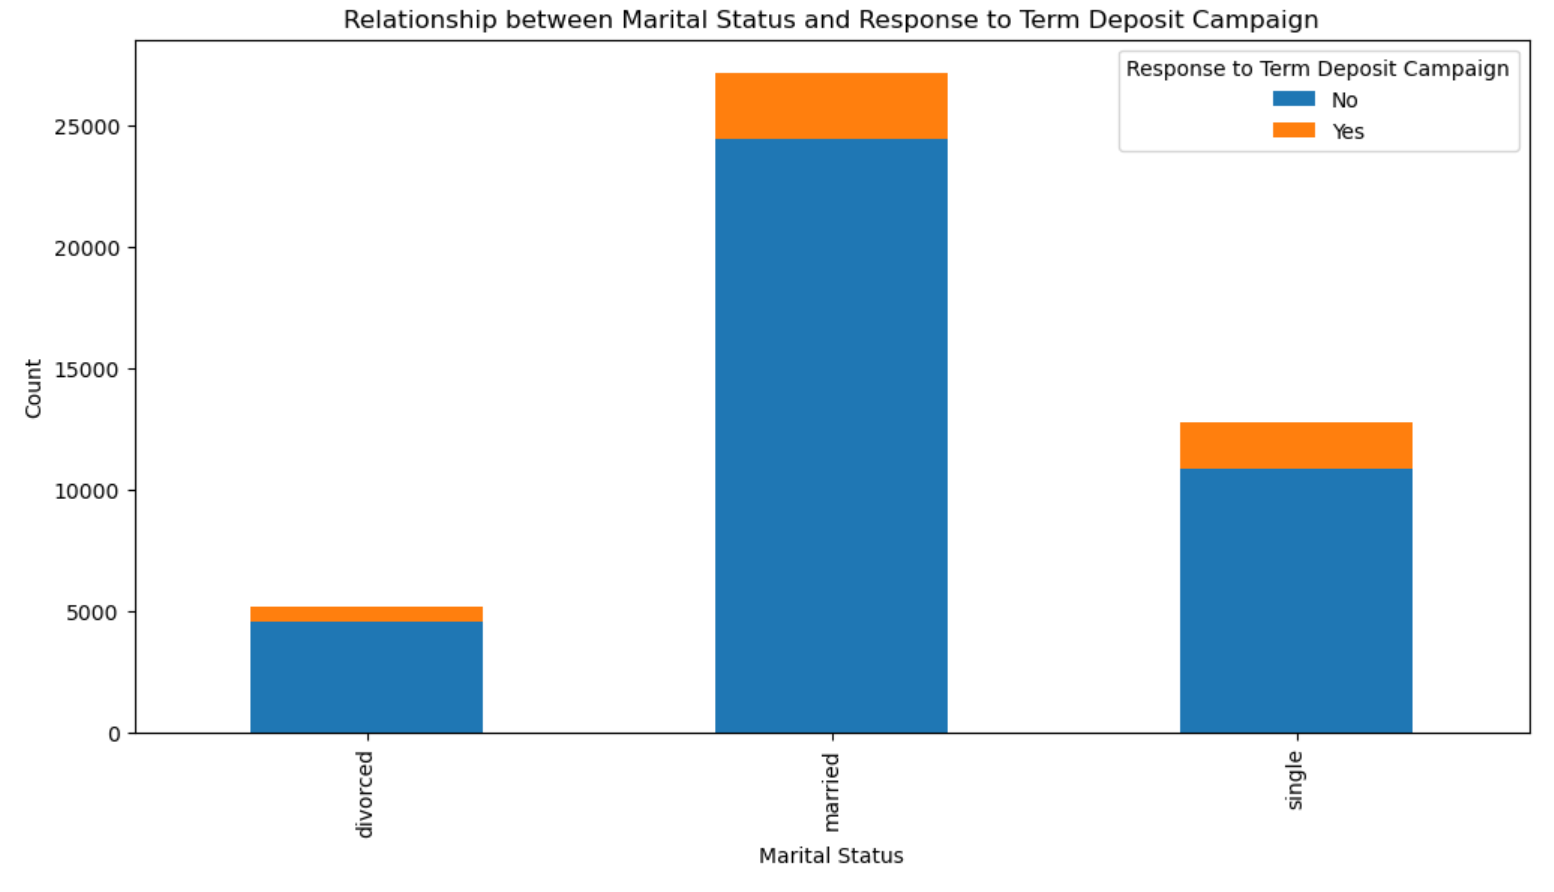 Relationship between Marital Status and Response to Term Deposit Campaign
Response to Term Deposit Campaign
No
Yes
25000
20000
15000
10000
5000
0
Count
divorced
married
single
Marital Status